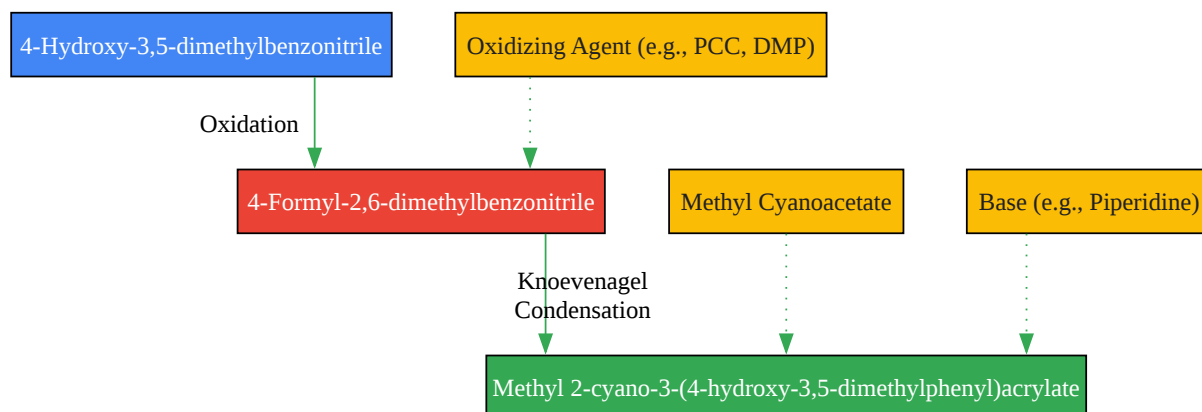 4-Hydroxy-3,5-dimethylbenzonitrile
Oxidizing Agent (e.g., PCC, DMP)
Oxidation
4-Formyl-2,6-dimethylbenzonitrile
Methyl Cyanoacetate
Base (e.g., Piperidine)
Knoevenagel
Condensation
Methyl 2-cyano-3-(4-hydroxy-3,5-dimethylphenyl)acrylate